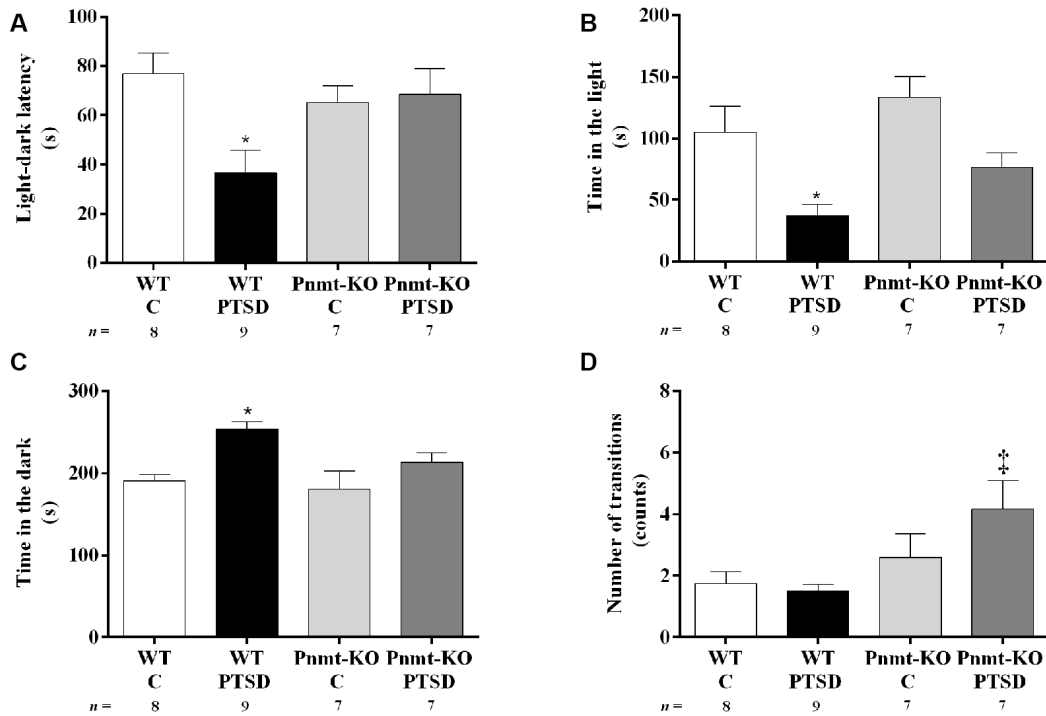 A
Light-dark latency
(s)
100
80
60
40
20
0
*
WT WT Pnmt-KO Pnmt-KO
C PTSD C PTSD
n = 8 9 7 7
B
Time in the light
(s)
200
150
100
50
0
*
WT WT Pnmt-KO Pnmt-KO
C PTSD C PTSD
n = 8 9 7 7
C
Time in the dark
(s)
300
200
100
0
*
WT WT Pnmt-KO Pnmt-KO
C PTSD C PTSD
n = 8 9 7 7
D
Number of transitions
(counts)
8
6
4
2
0
‡
WT WT Pnmt-KO Pnmt-KO
C PTSD C PTSD
n = 8 9 7 7